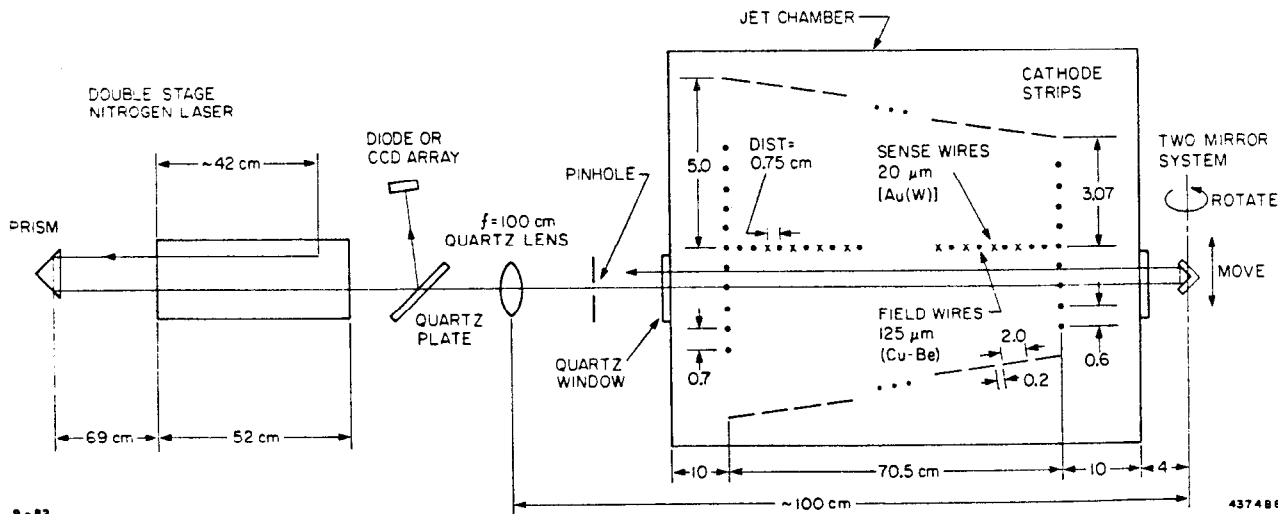 JET CHAMBER
DOUBLE STAGE
NITROGEN LASER
~42 cm
DIODE OR
CCD ARRAY
PINHOLE
f=100 cm
QUARTZ LENS
PRISM
QUARTZ
PLATE
QUARTZ
WINDOW
69 cm
52 cm
CATHODE
STRIPS
5.0
DIST=
0.75 cm
SENSE WIRES
20 μm
[Au(W)]
3.07
TWO MIRROR
SYSTEM
ROTATE
MOVE
FIELD WIRES
125 μm
(Cu-Be)
2.0
0.2
0.6
0.7
10
70.5 cm
10
4
~100 cm